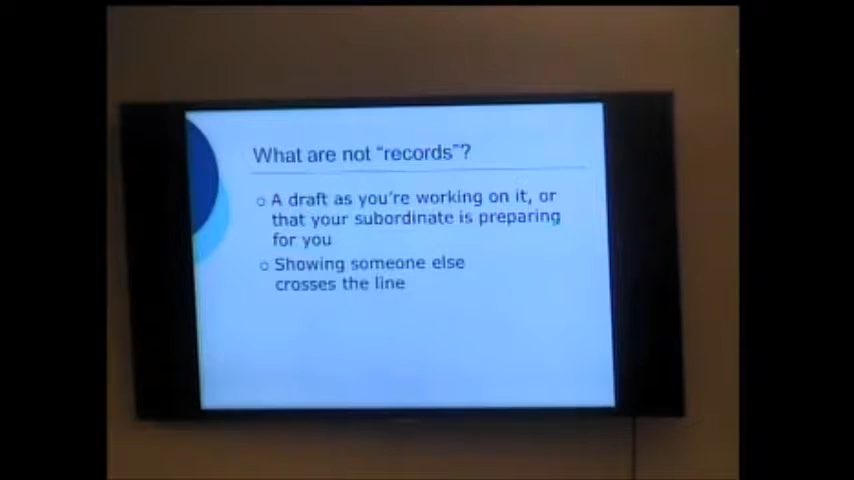 What are not "records"?
o A draft as you're working on it, or
that your subordinate is preparing
for you
o Showing someone else
crosses the line